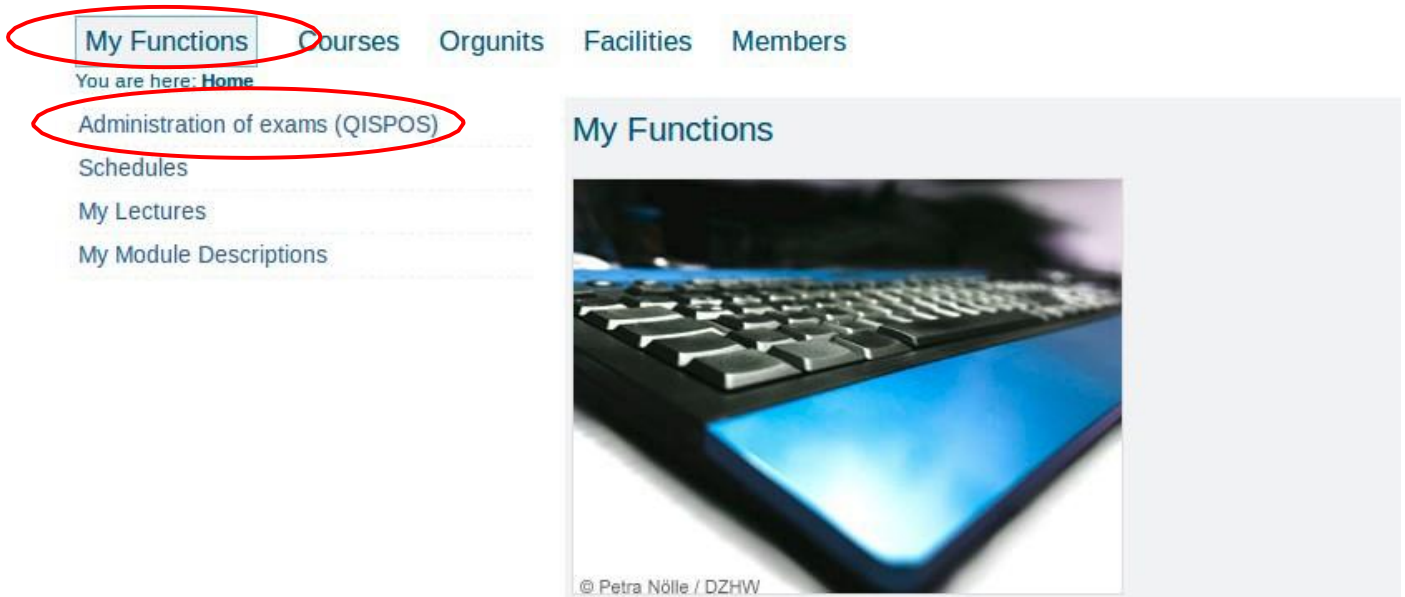 My Functions Courses Orgunits Facilities Members
You are here: Home
Administration of exams (QISPOS)
Schedules
My Lectures
My Module Descriptions
My Functions
© Petra Nölle / DZHW